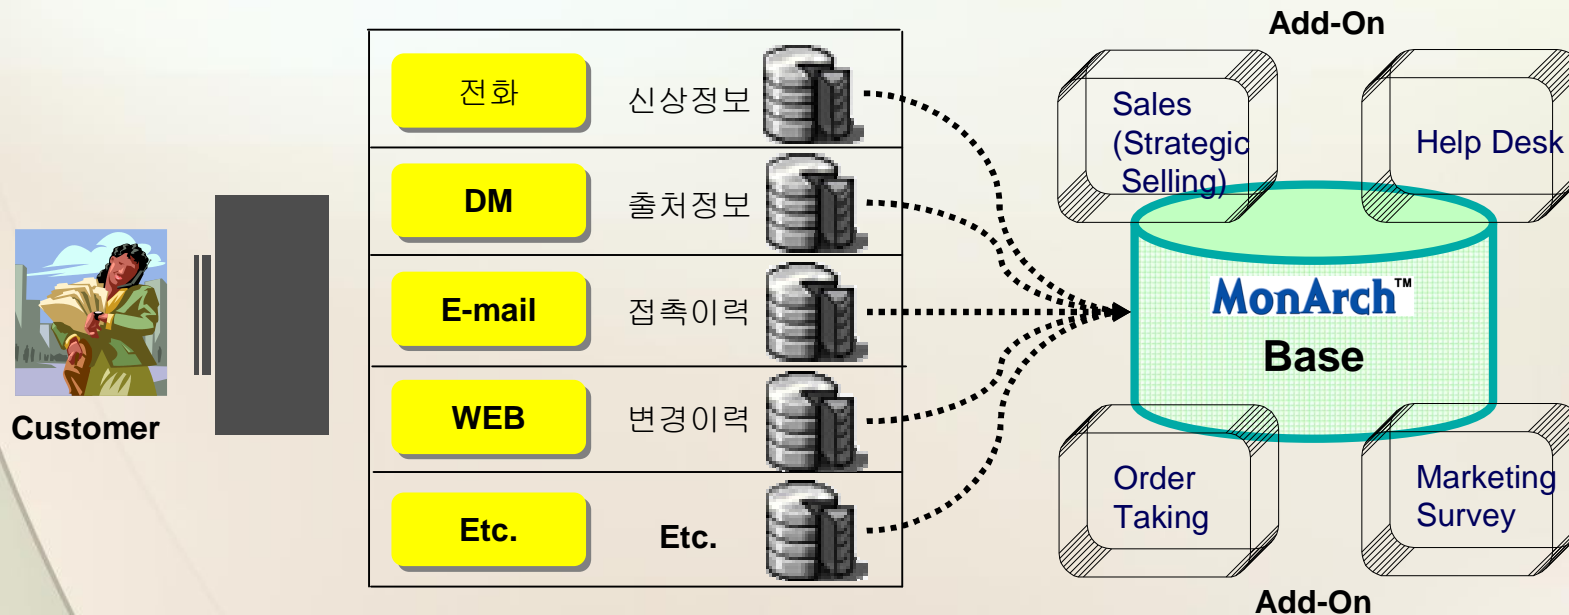 Add-On
전화
신상정보
Sales
(Strategic
Selling)
Help Desk
DM
출처정보
E-mail
접촉이력
MonArch™
Base
Customer
WEB
변경이력
Order
Taking
Marketing
Survey
Etc.
Etc.
Add-On